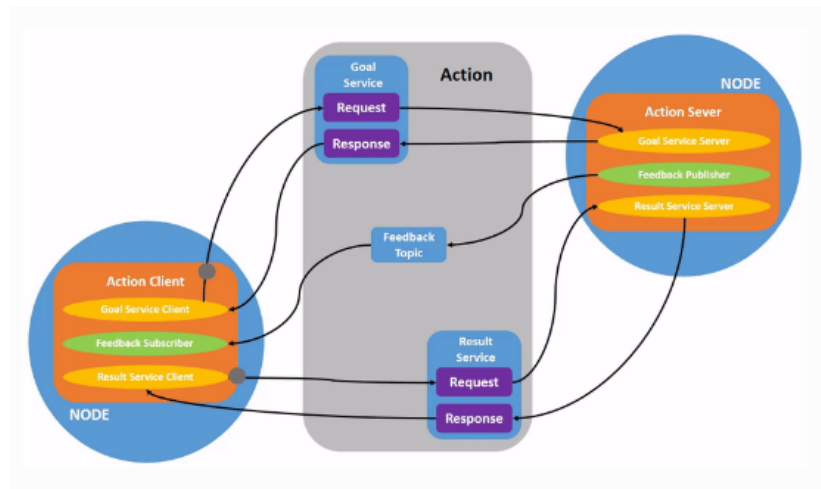 Goal
Service
Request
Response
Action
NODE
Action Sever
Goal Service Server
Feedback Publisher
Result Service Server
Feedback
Topic
Action Client
Goal Service Client
Feedback Subscriber
Result Service Client
NODE
Result
Service
Request
Response